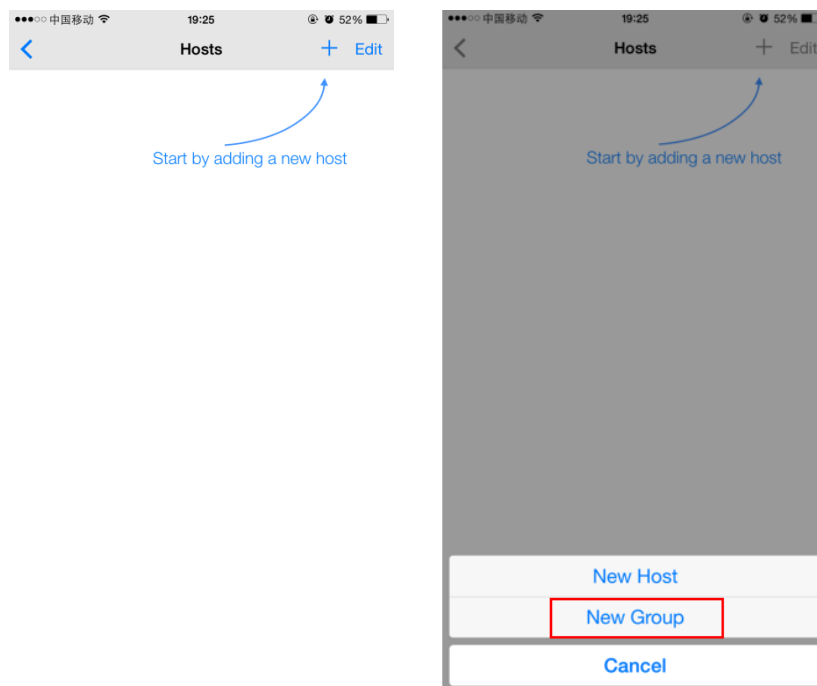 ●●●○○ 中国移动 19:25 52%
Hosts + Edit
Start by adding a new host
●●●○○ 中国移动 19:25 52%
Hosts + Edit
Start by adding a new host
New Host
New Group
Cancel